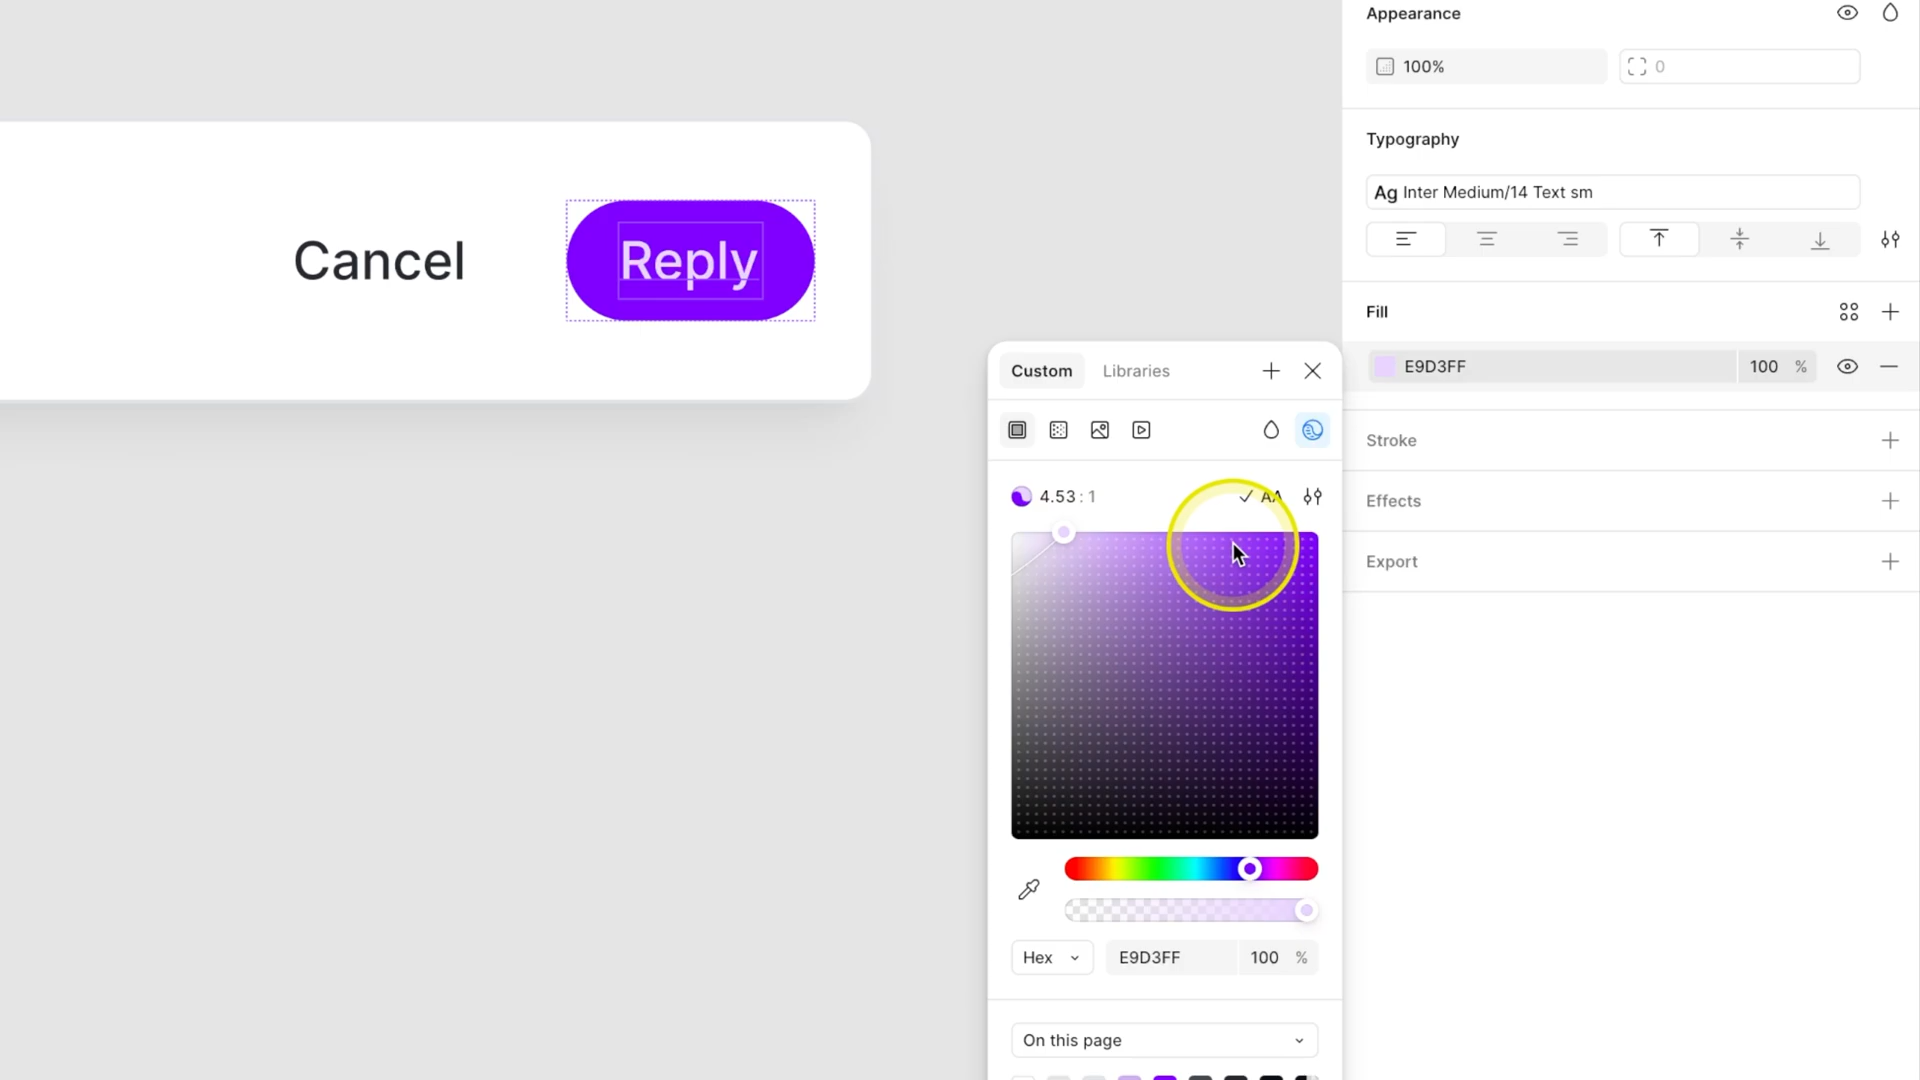 Appearance
100%
0
Typography
Ag Inter Medium/14 Text sm
Cancel
Reply
Fill
E9D3FF
100 %
Custom
Libraries
Stroke
4.53 : 1
AA
Effects
Export
Hex
E9D3FF
100 %
On this page